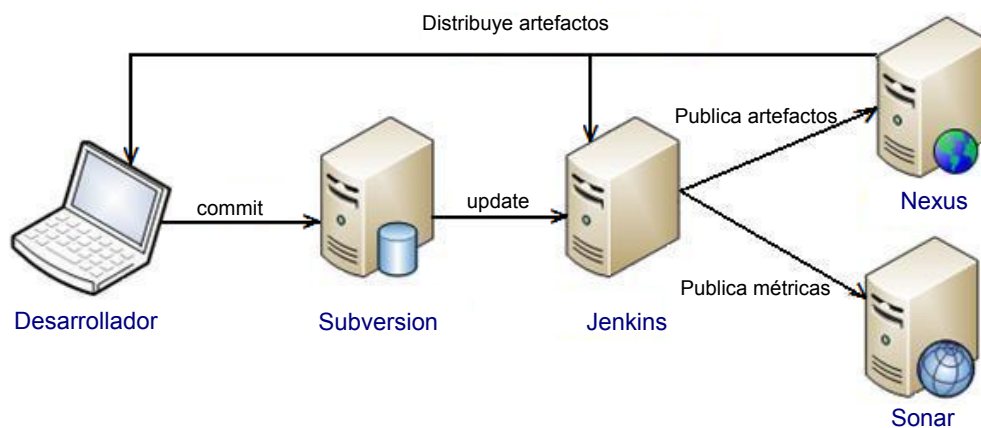 Distribuye artefactos
Publica artefactos
Nexus
commit
update
Publica métricas
Desarrollador
Subversion
Jenkins
Sonar